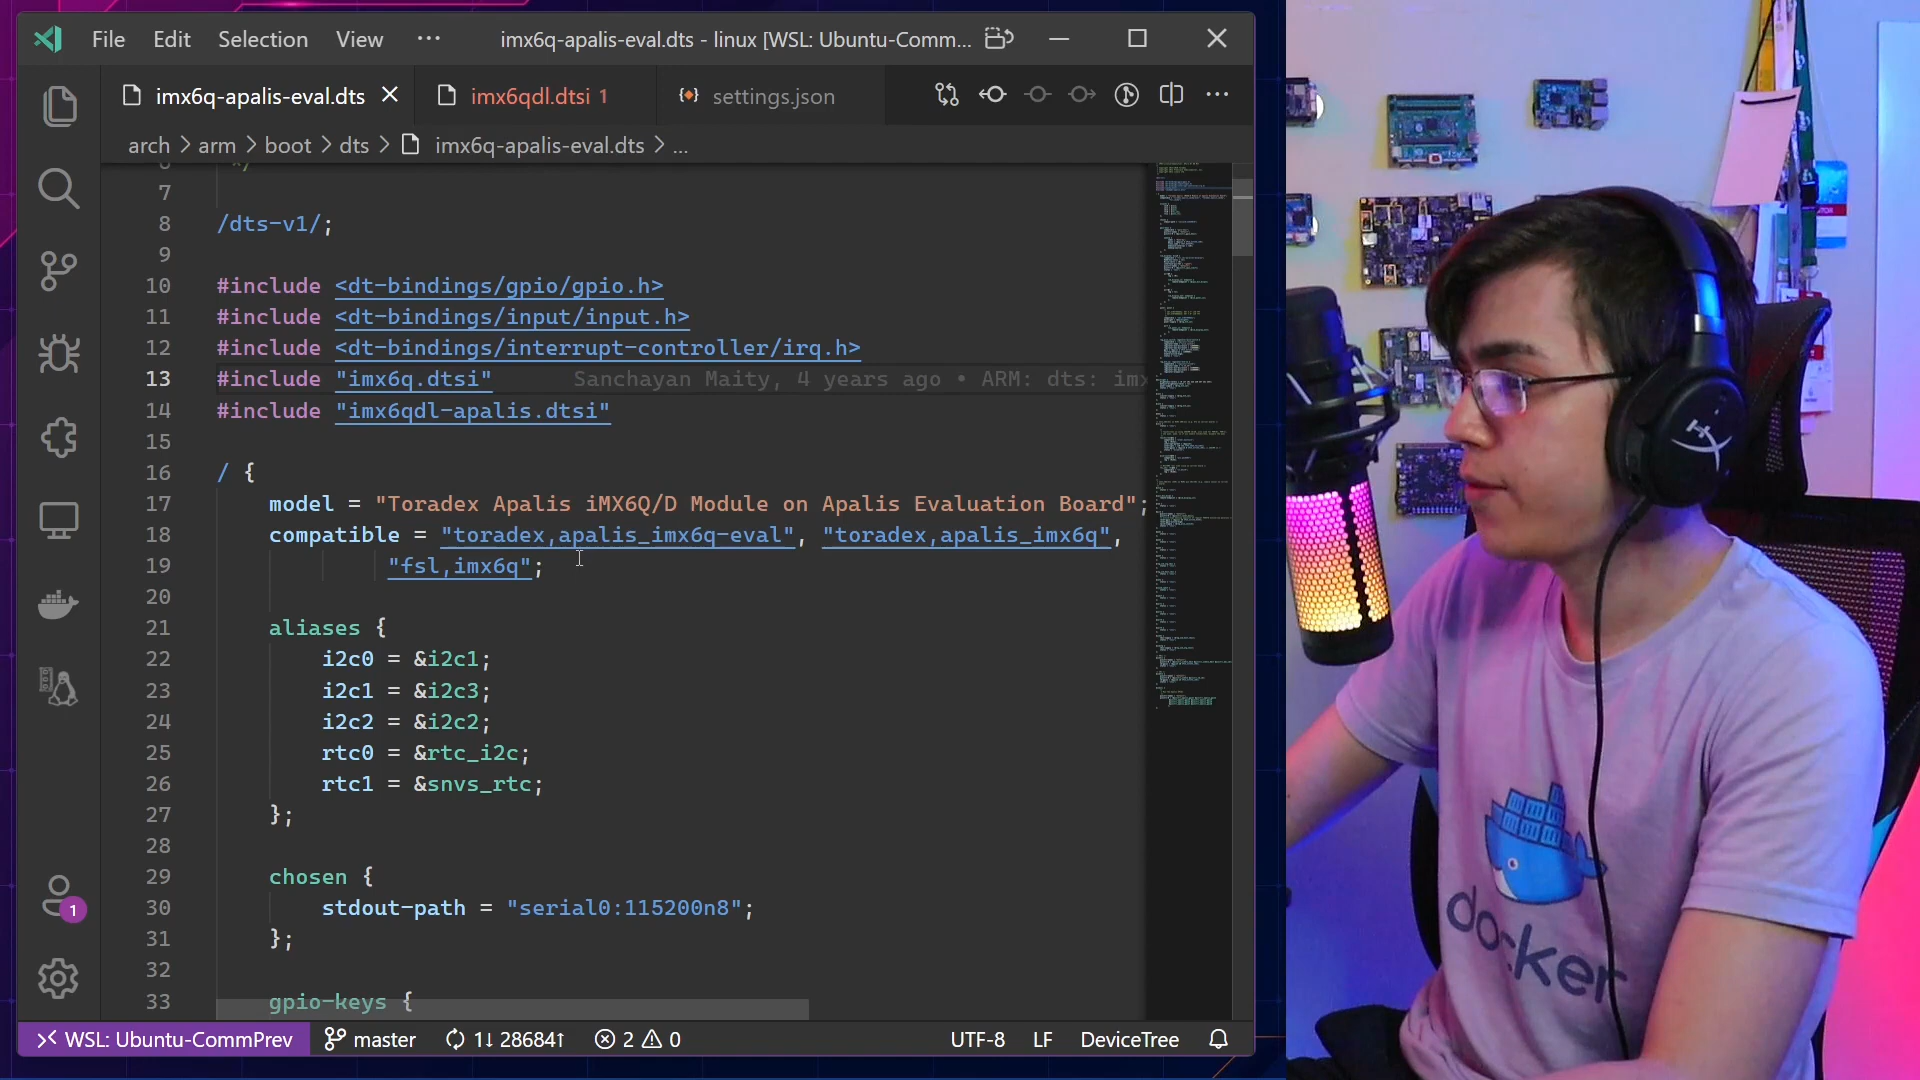 File Edit Selection View ··· imx6q-apalis-eval.dts - linux [WSL: Ubuntu-Comm...
imx6q-apalis-eval.dts imx6qdl.dtsi 1 settings.json
arch > arm > boot > dts > imx6q-apalis-eval.dts > ...
6 */
7
8 /dts-v1/;
9
10 #include <dt-bindings/gpio/gpio.h>
11 #include <dt-bindings/input/input.h>
12 #include <dt-bindings/interrupt-controller/irq.h>
13 #include "imx6q.dtsi" Sanchayan Maity, 4 years ago • ARM: dts: imx
14 #include "imx6qdl-apalis.dtsi"
15
16 / {
17 model = "Toradex Apalis iMX6Q/D Module on Apalis Evaluation Board";
18 compatible = "toradex,apalis_imx6q-eval", "toradex,apalis_imx6q",
19 "fsl,imx6q";
20
21 aliases {
22 i2c0 = &i2c1;
23 i2c1 = &i2c3;
24 i2c2 = &i2c2;
25 rtc0 = &rtc_i2c;
26 rtc1 = &snvs_rtc;
27 };
28
29 chosen {
30 stdout-path = "serial0:115200n8";
31 };
32
33 gpio-keys {
1
WSL: Ubuntu-CommPrev master 1↓ 28684↑ 2 0 UTF-8 LF DeviceTree
docker